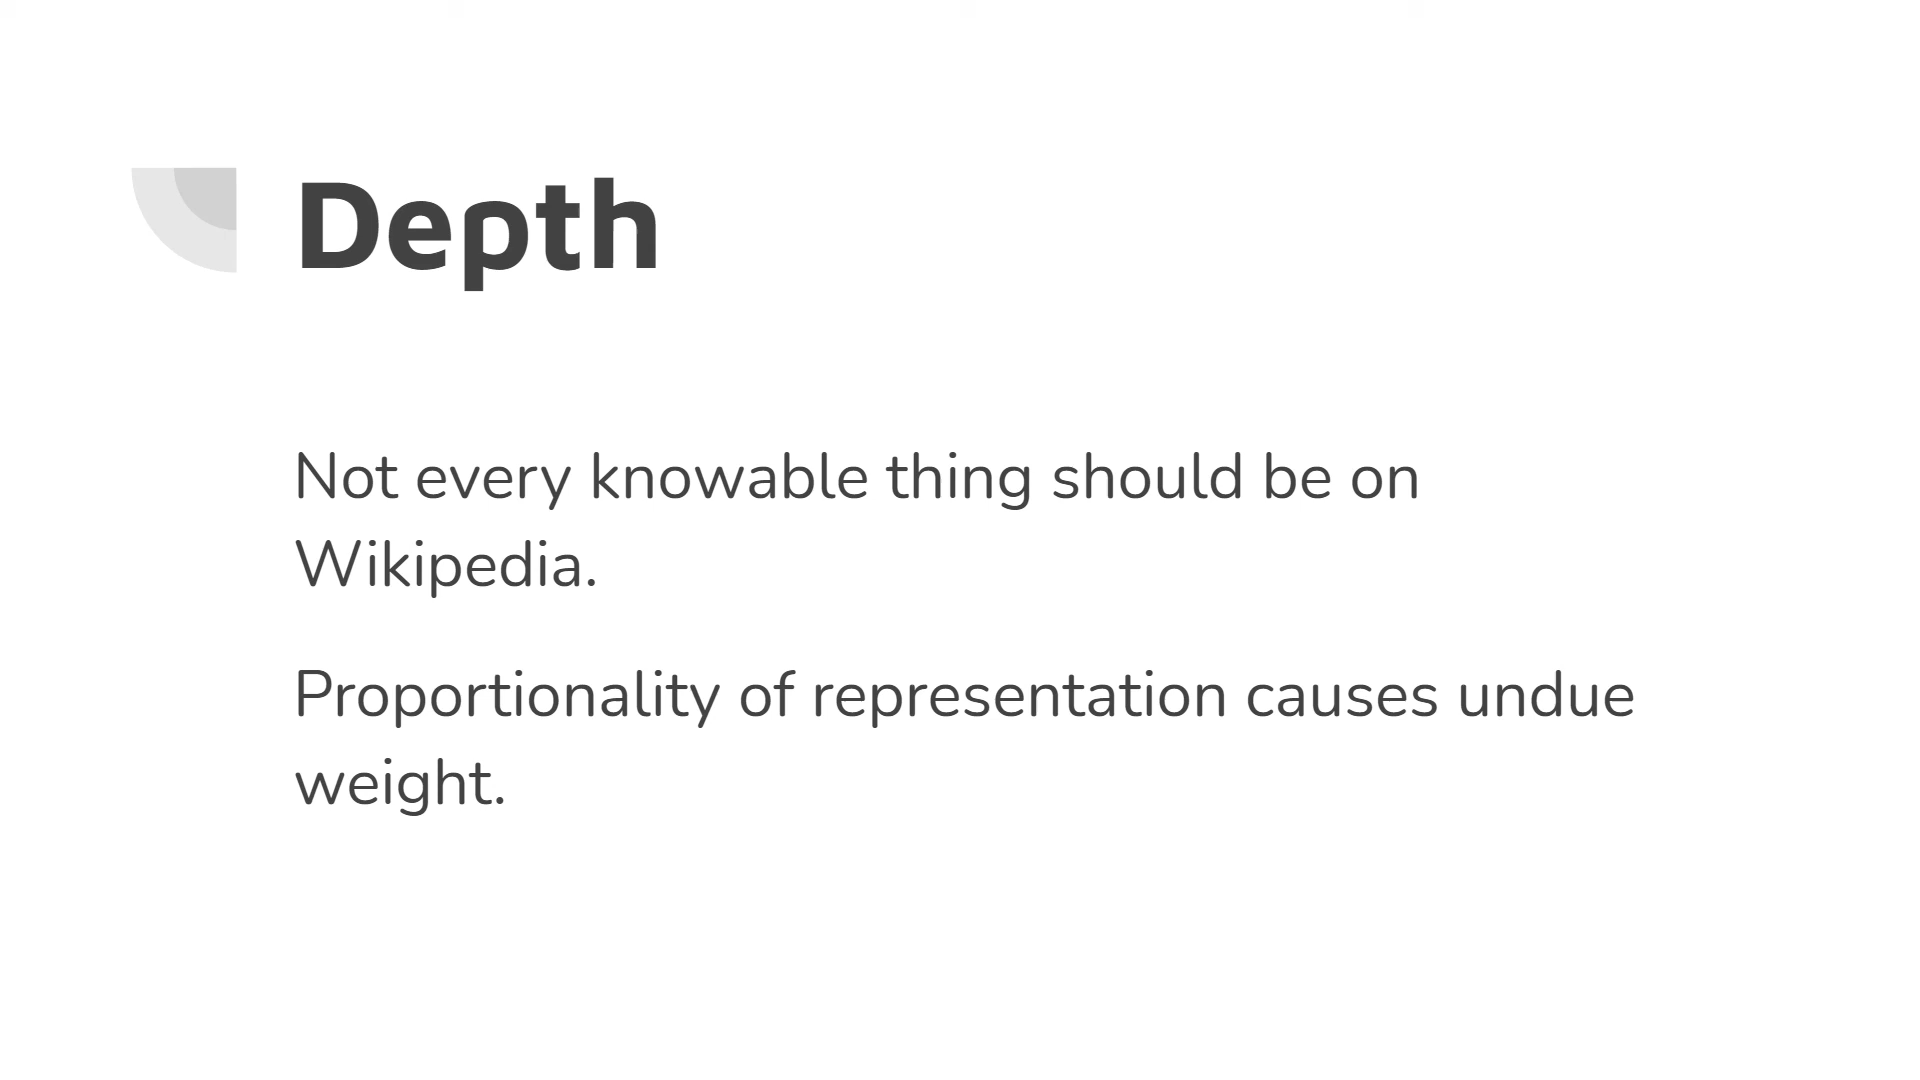 Depth
Not every knowable thing should be on
Wikipedia.
Proportionality of representation causes undue
weight.